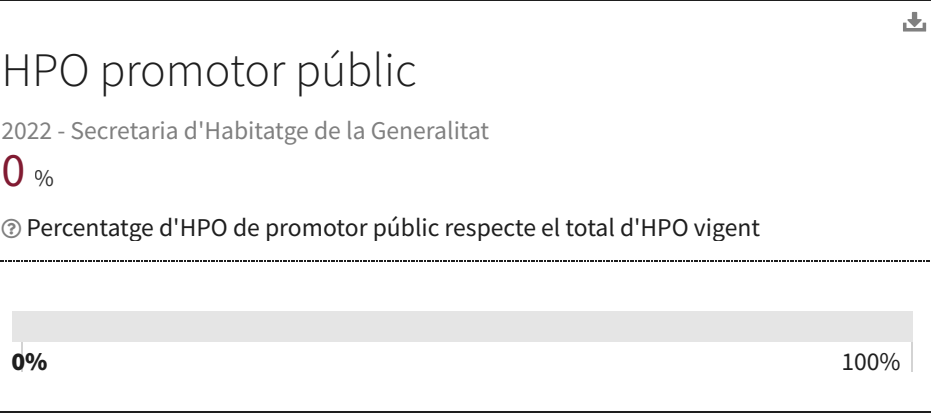 HPO promotor públic
2022 - Secretaria d'Habitatge de la Generalitat
0 %
? Percentatge d'HPO de promotor públic respecte el total d'HPO vigent
0% 100%